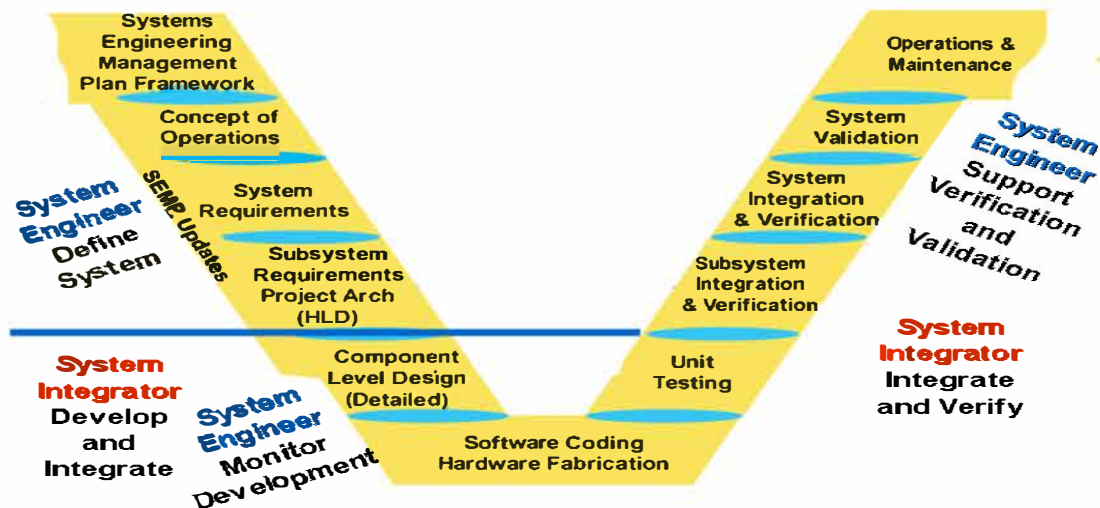 Systems
Engineering
Management
Plan Framework
Concept of
Operations
SEMP Updates
System
Requirements
Subsystem
Requirements
Project Arch
(HLD)
Component
Level Design
(Detailed)
Software Coding
Hardware Fabrication
Unit
Testing
Subsystem
Integration
& Verification
System
Integration
& Verification
System
Validation
Operations &
Maintenance
System
Engineer
Define
System
System
Integrator
Develop
and
Integrate
System
Engineer
Monitor
Development
System
Engineer
Support
Verification
and
Validation
System
Integrator
Integrate
and Verify